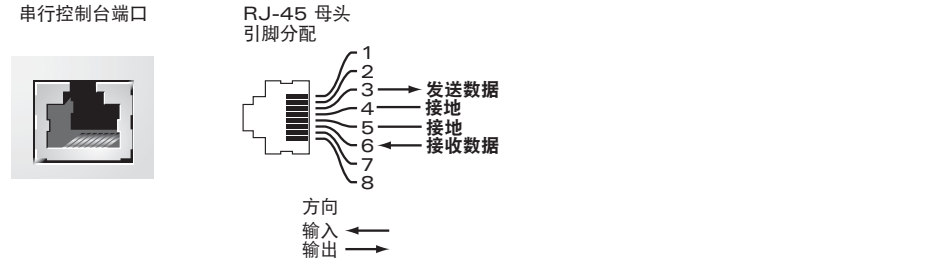 串行控制台端口
RJ-45 母头
引脚分配
1
2
3 发送数据
4 接地
5 接地
6 接收数据
7
8
方向
输入
输出